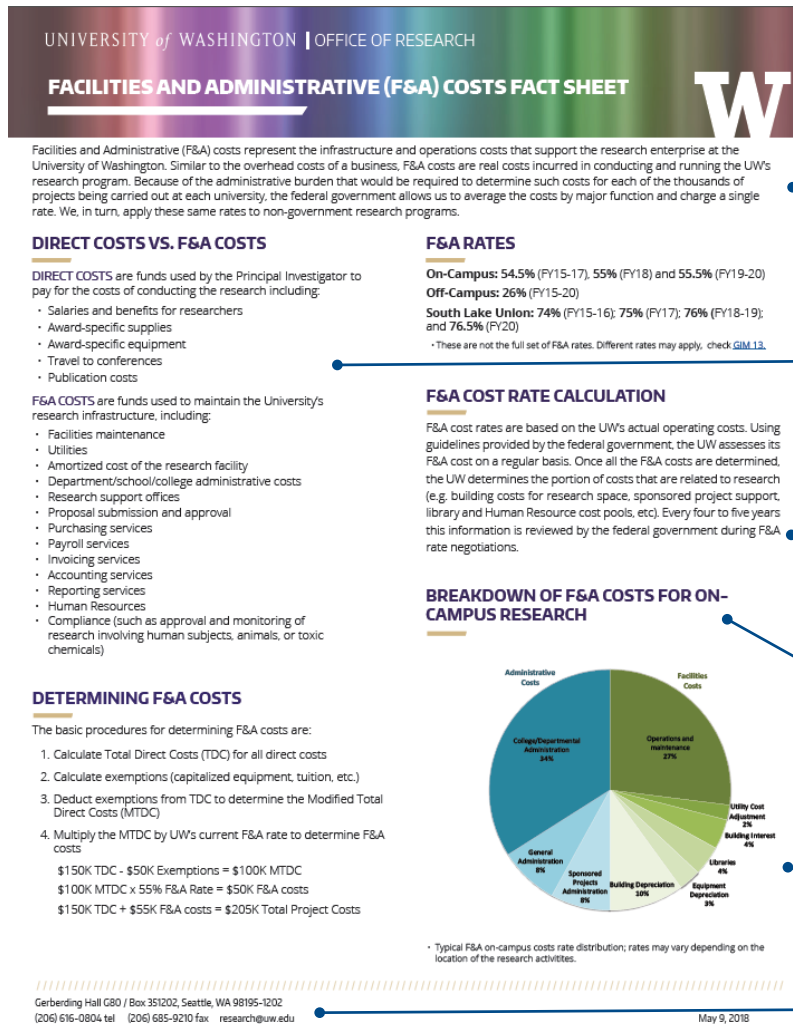 UNIVERSITY of WASHINGTON | OFFICE OF RESEARCH
FACILITIES AND ADMINISTRATIVE (F&A) COSTS FACT SHEET
W
Facilities and Administrative (F&A) costs represent the infrastructure and operations costs that support the research enterprise at the
University of Washington. Similar to the overhead costs of a business, F&A costs are real costs incurred in conducting and running the UW's
research program. Because of the administrative burden that would be required to determine such costs for each of the thousands of
projects being carried out at each university, the federal government allows us to average the costs by major function and charge a single
rate. We, in turn, apply these same rates to non-government research programs.
DIRECT COSTS VS. F&A COSTS
DIRECT COSTS are funds used by the Principal Investigator to
pay for the costs of conducting the research including:
• Salaries and benefits for researchers
• Award-specific supplies
• Award-specific equipment
• Travel to conferences
• Publication costs
F&A COSTS are funds used to maintain the University's
research infrastructure, including:
• Facilities maintenance
• Utilities
• Amortized cost of the research facility
• Department/school/college administrative costs
• Research support offices
• Proposal submission and approval
• Purchasing services
• Payroll services
• Invoicing services
• Accounting services
• Reporting services
• Human Resources
• Compliance (such as approval and monitoring of
research involving human subjects, animals, or toxic
chemicals)
DETERMINING F&A COSTS
The basic procedures for determining F&A costs are:
1. Calculate Total Direct Costs (TDC) for all direct costs
2. Calculate exemptions (capitalized equipment, tuition, etc.)
3. Deduct exemptions from TDC to determine the Modified Total
Direct Costs (MTDC)
4. Multiply the MTDC by UW's current F&A rate to determine F&A
costs
$150K TDC - $50K Exemptions = $100K MTDC
$100K MTDC x 55% F&A Rate = $50K F&A costs
$150K TDC + $55K F&A costs = $205K Total Project Costs
F&A RATES
On-Campus: 54.5% (FY15-17), 55% (FY18) and 55.5% (FY19-20)
Off-Campus: 26% (FY15-20)
South Lake Union: 74% (FY15-16); 75% (FY17); 76% (FY18-19);
and 76.5% (FY20)
• These are not the full set of F&A rates. Different rates may apply, check GIM 13.
F&A COST RATE CALCULATION
F&A cost rates are based on the UW's actual operating costs. Using
guidelines provided by the federal government, the UW assesses its
F&A cost on a regular basis. Once all the F&A costs are determined,
the UW determines the portion of costs that are related to research
(e.g. building costs for research space, sponsored project support,
library and Human Resource cost pools, etc). Every four to five years
this information is reviewed by the federal government during F&A
rate negotiations.
BREAKDOWN OF F&A COSTS FOR ON-
CAMPUS RESEARCH
Administrative
Costs
Facilities
Costs
College/Departmental
Administration
34%
Operations and
maintenance
27%
Utility Cost
Adjustment
2%
Building Interest
4%
Libraries
4%
Equipment
Depreciation
3%
Building Depreciation
10%
Sponsored
Projects
Administration
8%
General
Administration
8%
• Typical F&A on-campus costs rate distribution; rates may vary depending on the
location of the research activitites.
Gerberding Hall G80 / Box 351202, Seattle, WA 98195-1202
(206) 616-0804 tel (206) 685-9210 fax research@uw.edu
May 9, 2018